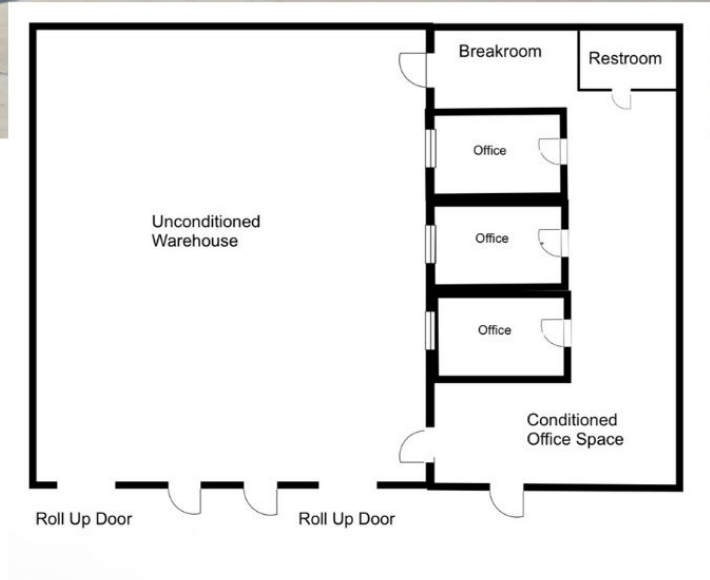 Breakroom
Restroom
Office
Unconditioned
Warehouse
Office
Office
Conditioned
Office Space
Roll Up Door
Roll Up Door